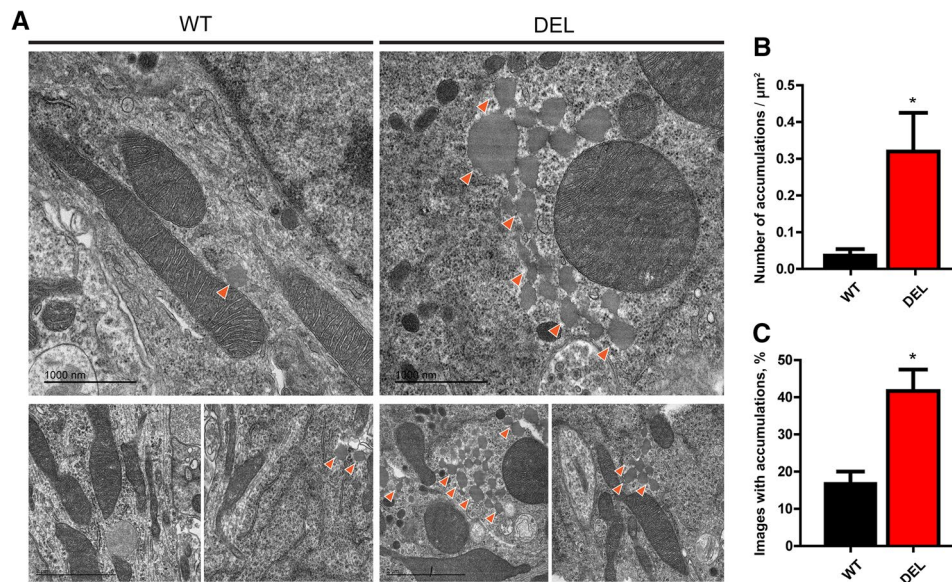 A
WT
DEL
1000 nm
1000 nm
B
Number of accumulations / µm²
0.5
0.4
0.3
0.2
0.1
0.0
*
WT
DEL
C
Images with accumulations, %
50
40
30
20
10
0
*
WT
DEL